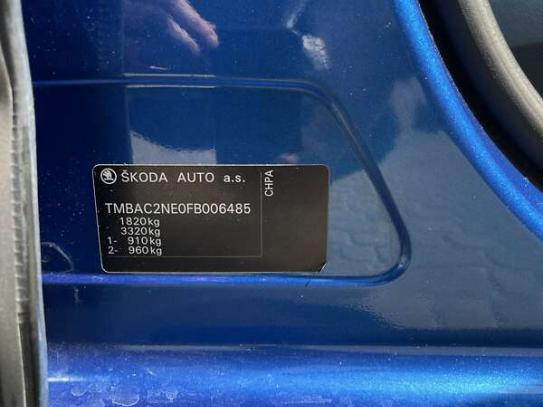 ŠKODA AUTO a.s.
CHPA
TMBAC2NE0FB006485
1820kg
3320kg
1- 910kg
2- 960kg